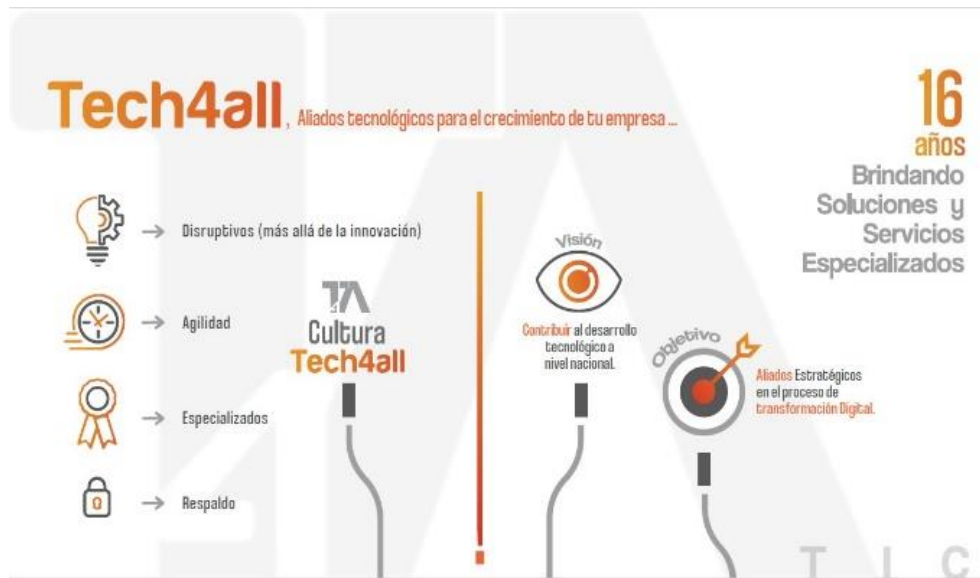 Tech4all, Aliados tecnológicos para el crecimiento de tu empresa ...
16
años
Brindando
Soluciones y
Servicios
Especializados
Disruptivos (más allá de la innovación)
Agilidad
Especializados
Respaldo
T4A
Cultura
Tech4all
Visión
Contribuir al desarrollo
tecnológico a
nivel nacional.
Objetivo
Aliados Estratégicos
en el proceso de
transformación Digital.
T I C